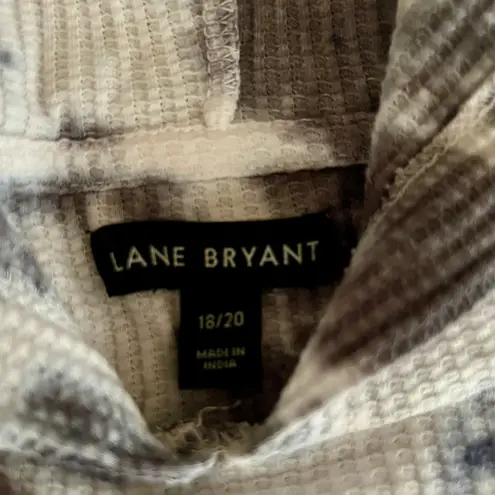 LANE BRYANT
18/20
MADE IN
INDIA